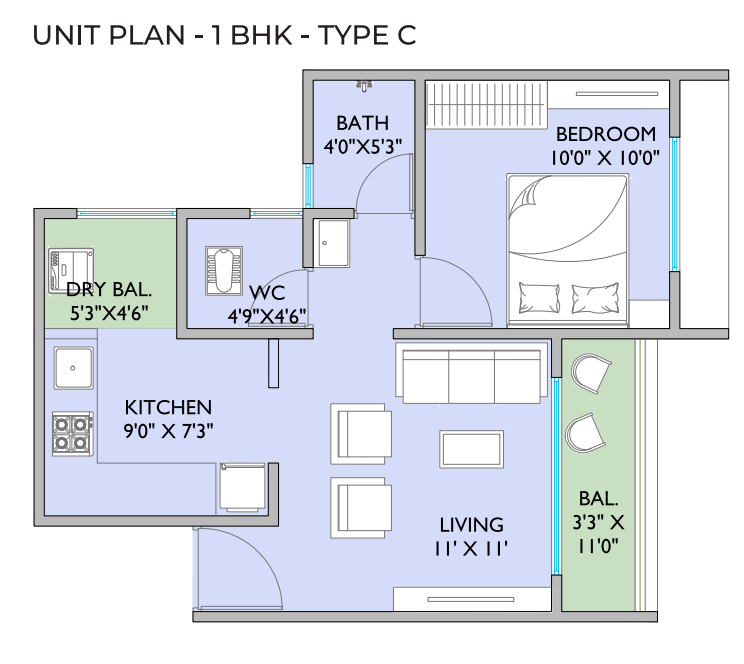 UNIT PLAN - 1 BHK - TYPE C
BATH
4'0"X5'3"
BEDROOM
10'0" X 10'0"
DRY BAL.
5'3"X4'6"
WC
4'9"X4'6"
KITCHEN
9'0" X 7'3"
LIVING
11' X 11'
BAL.
3'3" X
11'0"